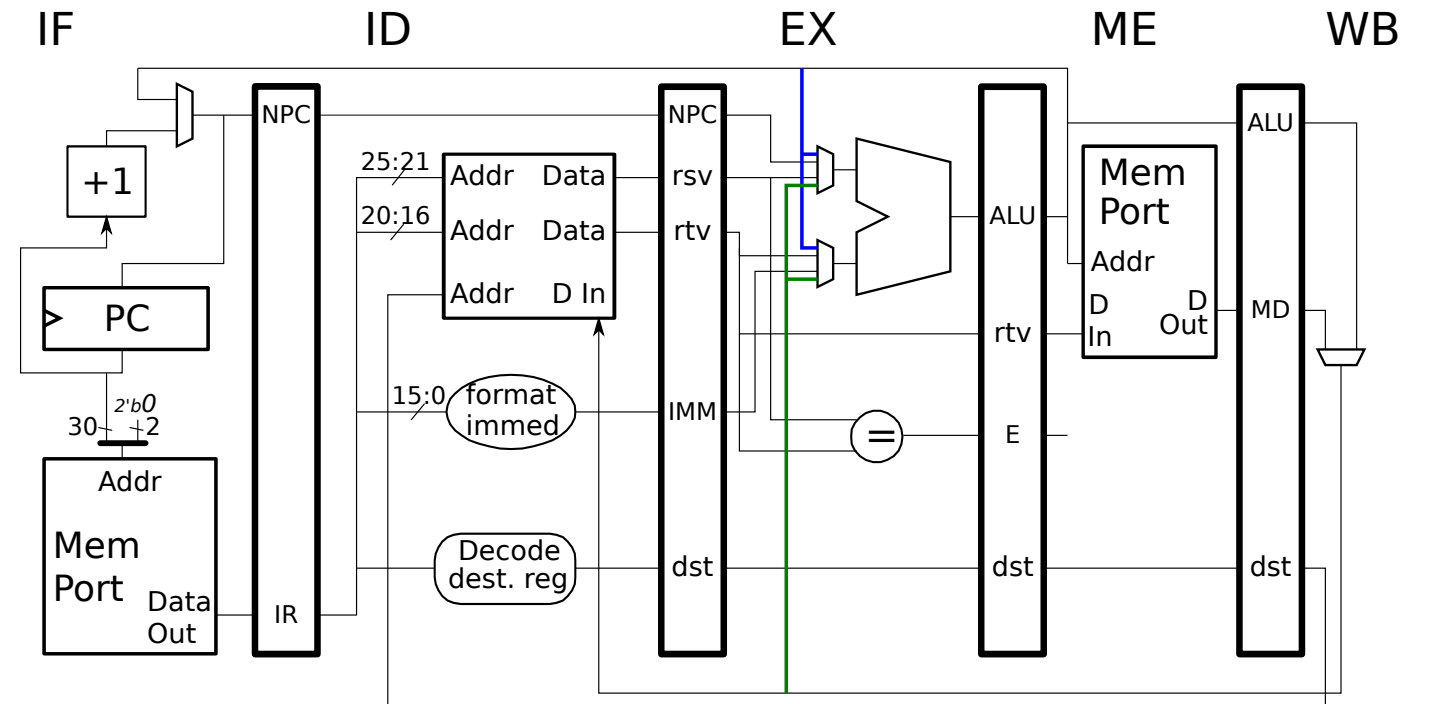 IF
ID
EX
ME
WB
NPC
+1
PC
30
2'b0
2
Addr
Mem
Port
Data
Out
IR
25:21
20:16
Addr
Data
Addr
Data
Addr
D In
15:0
format
immed
Decode
dest. reg
NPC
rsv
rtv
IMM
dst
=
ALU
rtv
E
dst
Mem
Port
Addr
D
In
D
Out
ALU
MD
dst